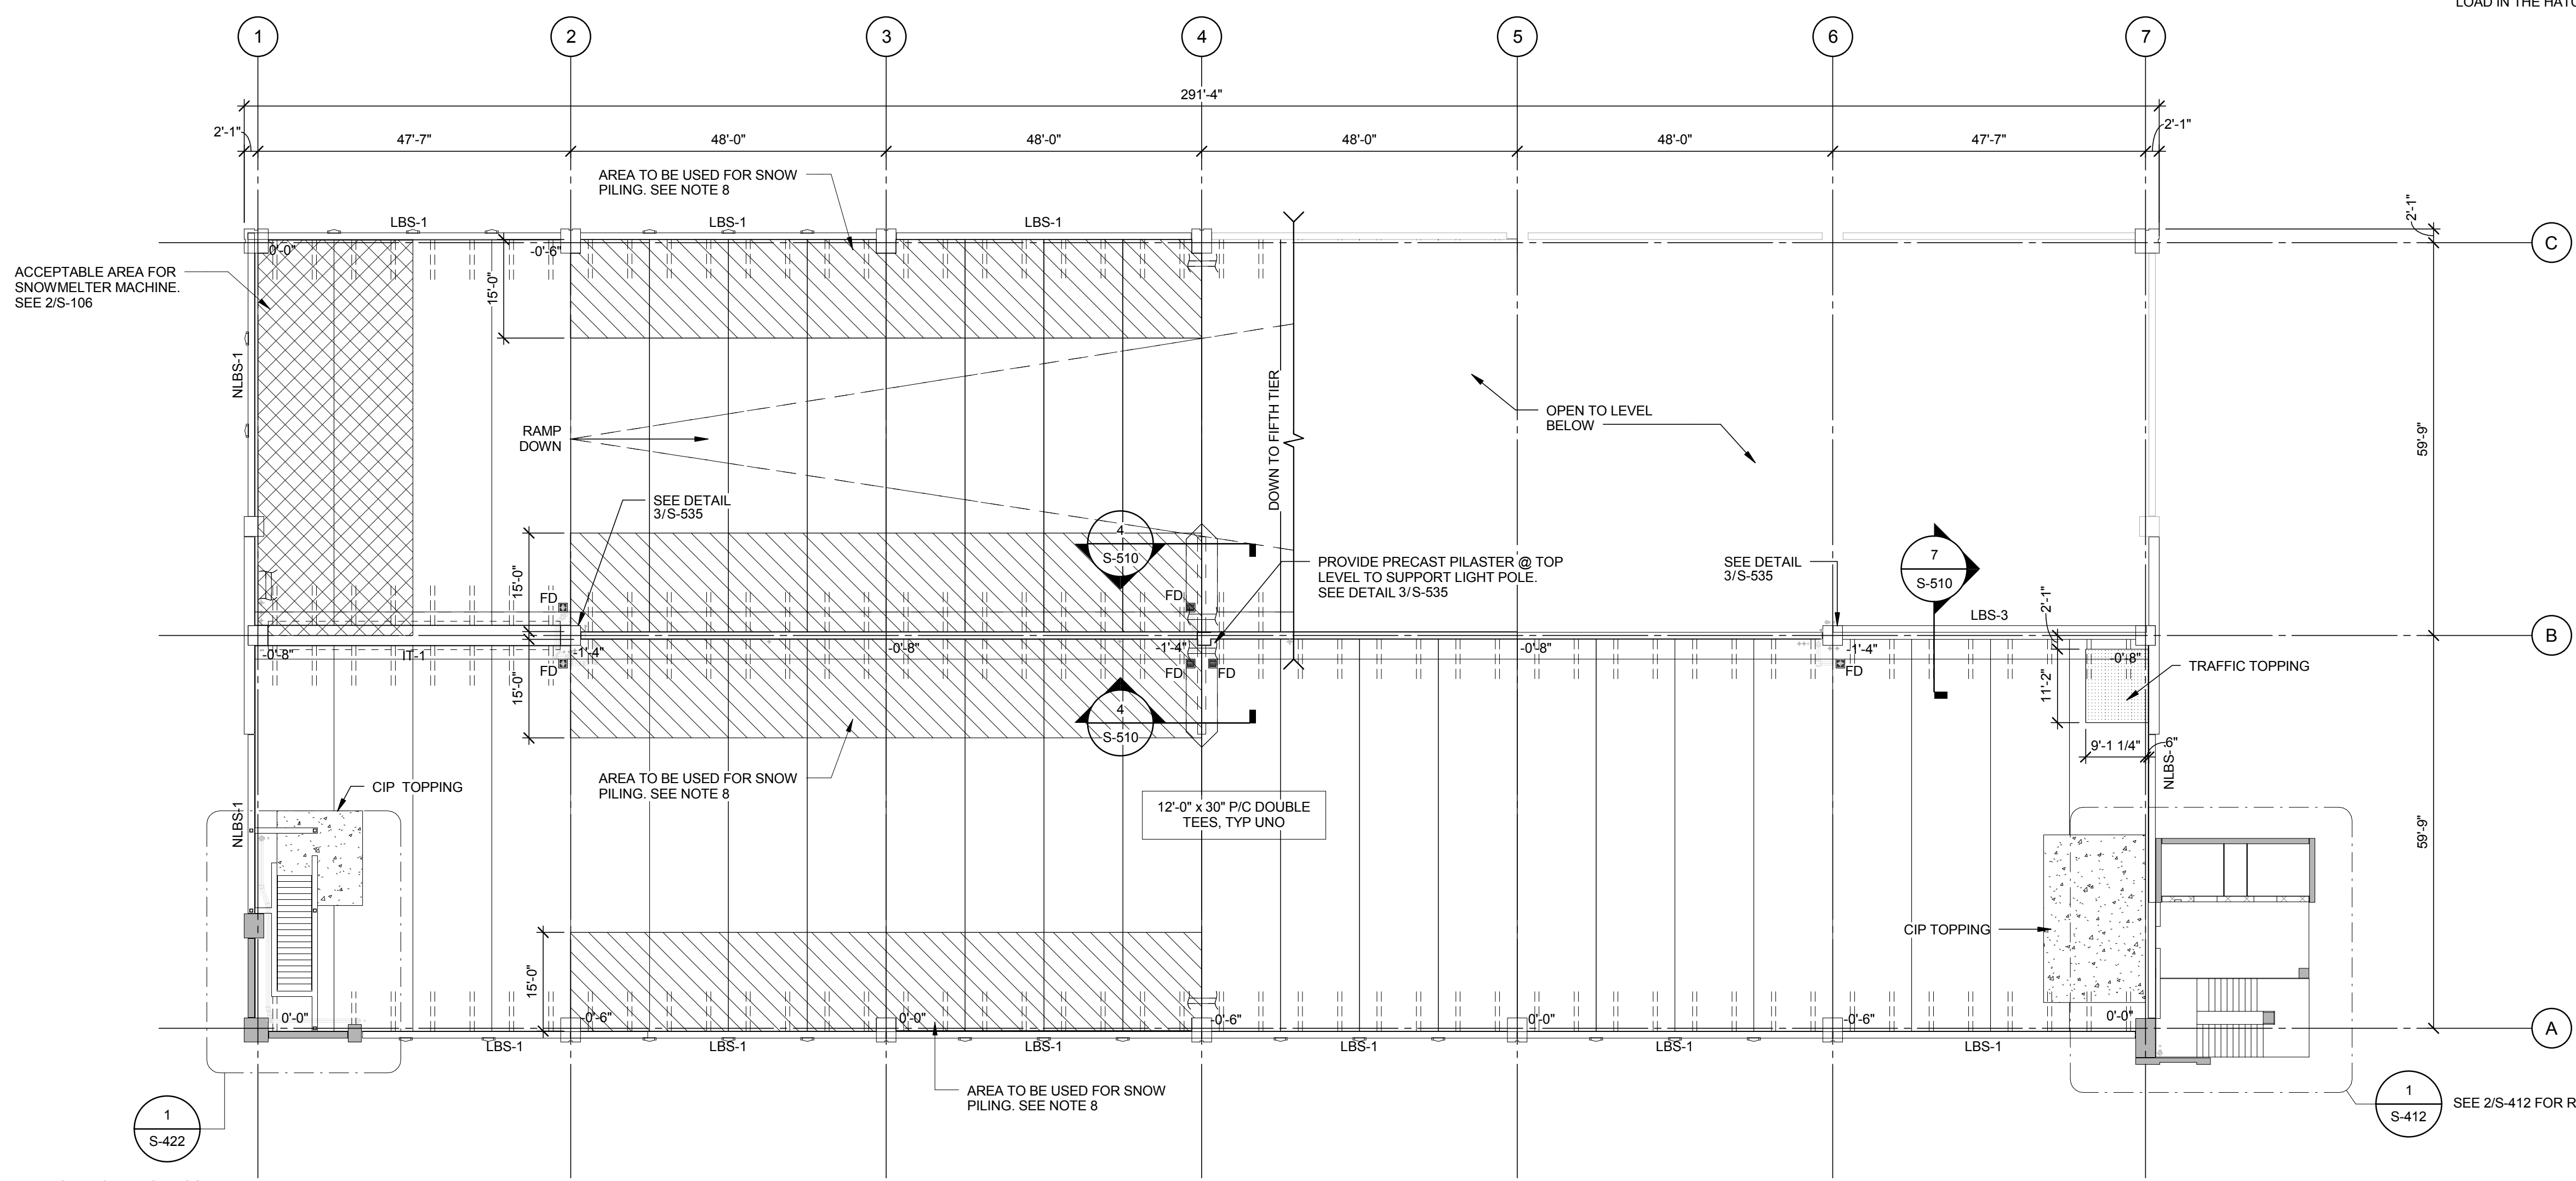 LOAD IN THE HATC
1
2
3
4
5
6
7
291'-4"
2'-1"
47'-7"
48'-0"
48'-0"
48'-0"
48'-0"
47'-7"
2'-1"
AREA TO BE USED FOR SNOW
PILING. SEE NOTE 8
LBS-1
LBS-1
LBS-1
2'-1"
C
0'-0"
-0'-6"
ACCEPTABLE AREA FOR
SNOWMELTER MACHINE.
SEE 2/S-106
15'-0"
NLBS-1
RAMP
DOWN
DOWN TO FIFTH TIER
OPEN TO LEVEL
BELOW
59'-9"
SEE DETAIL
3/S-535
4
S-510
PROVIDE PRECAST PILASTER @ TOP
LEVEL TO SUPPORT LIGHT POLE.
SEE DETAIL 3/S-535
SEE DETAIL
3/S-535
7
S-510
15'-0"
FD
FD
2'-1"
LBS-3
B
-0'-8"
IT-1
-1'-4"
-0'-8"
-1'-4"
-0'-8"
-1'-4"
-0'-8"
FD
FD
FD
FD
TRAFFIC TOPPING
15'-0"
11'-2"
4
S-510
9'-1 1/4"
6"
NLBS-
AREA TO BE USED FOR SNOW
PILING. SEE NOTE 8
CIP TOPPING
12'-0" x 30" P/C DOUBLE
TEES, TYP UNO
NLBS-1
59'-9"
CIP TOPPING
15'-0"
0'-0"
-0'-6"
0'-0"
-0'-6"
0'-0"
-0'-6"
0'-0"
A
LBS-1
LBS-1
LBS-1
LBS-1
LBS-1
LBS-1
AREA TO BE USED FOR SNOW
PILING. SEE NOTE 8
1
S-422
1
S-412
SEE 2/S-412 FOR R